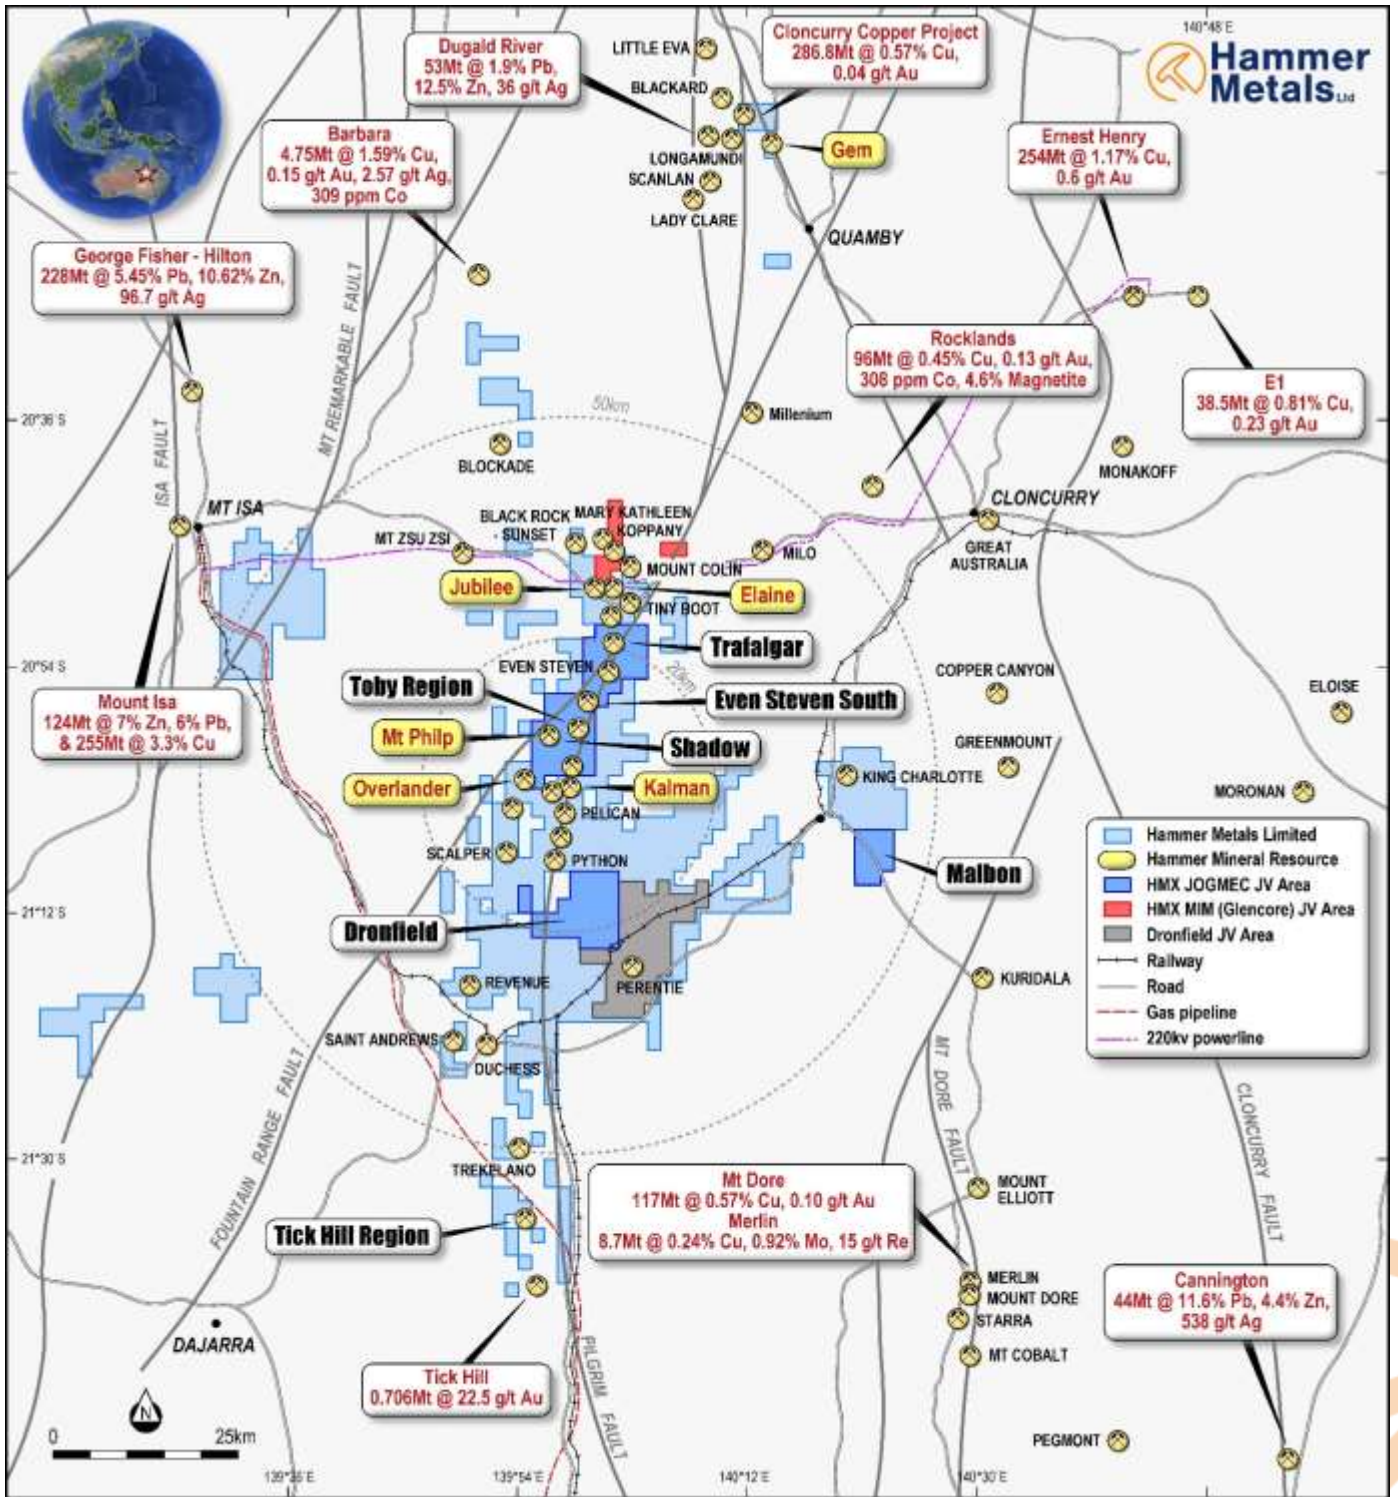 140°48'E
Hammer
Metals Ltd
Dugald River
53Mt @ 1.9% Pb,
12.5% Zn, 36 g/t Ag
LITTLE EVA
Cloncurry Copper Project
286.8Mt @ 0.57% Cu,
0.04 g/t Au
BLACKARD
Barbara
4.75Mt @ 1.59% Cu,
0.15 g/t Au, 2.57 g/t Ag,
309 ppm Co
LONGAMUNDI
Gem
Ernest Henry
254Mt @ 1.17% Cu,
0.6 g/t Au
SCANLAN
LADY CLARE
QUAMBY
George Fisher - Hilton
228Mt @ 5.45% Pb, 10.62% Zn,
96.7 g/t Ag
MT REMARKABLE FAULT
Rocklands
96Mt @ 0.45% Cu, 0.13 g/t Au,
308 ppm Co, 4.6% Magnetite
E1
38.5Mt @ 0.81% Cu,
0.23 g/t Au
50km
Millenium
20°36'S
ISA FAULT
BLOCKADE
MONAKOFF
MT ISA
CLONCURRY
BLACK ROCK
SUNSET
MARY KATHLEEN
KOPPANY
MT ZSU ZSI
MILO
GREAT
AUSTRALIA
MOUNT COLIN
Jubilee
Elaine
TINY BOOT
Trafalgar
20°54'S
EVEN STEVEN
20km
COPPER CANYON
Toby Region
Even Steven South
ELOISE
Mount Isa
124Mt @ 7% Zn, 6% Pb,
& 255Mt @ 3.3% Cu
Mt Philp
Shadow
GREENMOUNT
KING CHARLOTTE
Overlander
Kalman
MORONAN
PELICAN
SCALPER
PYTHON
Malbon
Hammer Metals Limited
Hammer Mineral Resource
HMX JOGMEC JV Area
HMX MIM (Glencore) JV Area
Dronfield JV Area
Railway
Road
Gas pipeline
220kv powerline
21°12'S
Dronfield
REVENUE
PERENTIE
KURIDALA
SAINT ANDREWS
DUCHESS
FOUNTAIN RANGE FAULT
MT DORE FAULT
CLONCURRY FAULT
21°30'S
TREKELANO
Mt Dore
117Mt @ 0.57% Cu, 0.10 g/t Au
Merlin
8.7Mt @ 0.24% Cu, 0.92% Mo, 15 g/t Re
MOUNT
ELLIOTT
Tick Hill Region
MERLIN
MOUNT DORE
STARRA
MT COBALT
Cannington
44Mt @ 11.6% Pb, 4.4% Zn,
538 g/t Ag
DAJARRA
PILGRIM FAULT
Tick Hill
0.706Mt @ 22.5 g/t Au
N
0 25km
PEGMONT
139°36'E
139°54'E
140°12'E
140°30'E